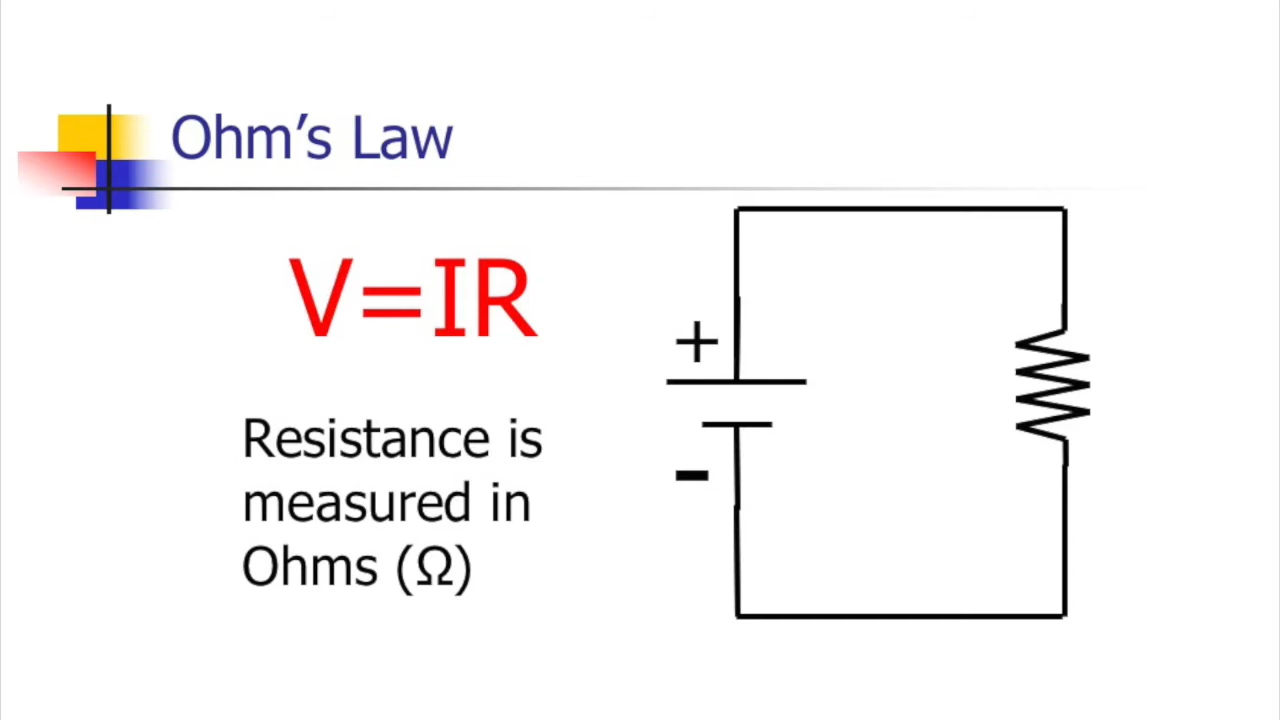 Ohm’s Law
V=IR
Resistance is
measured in
Ohms (Ω)
+
-